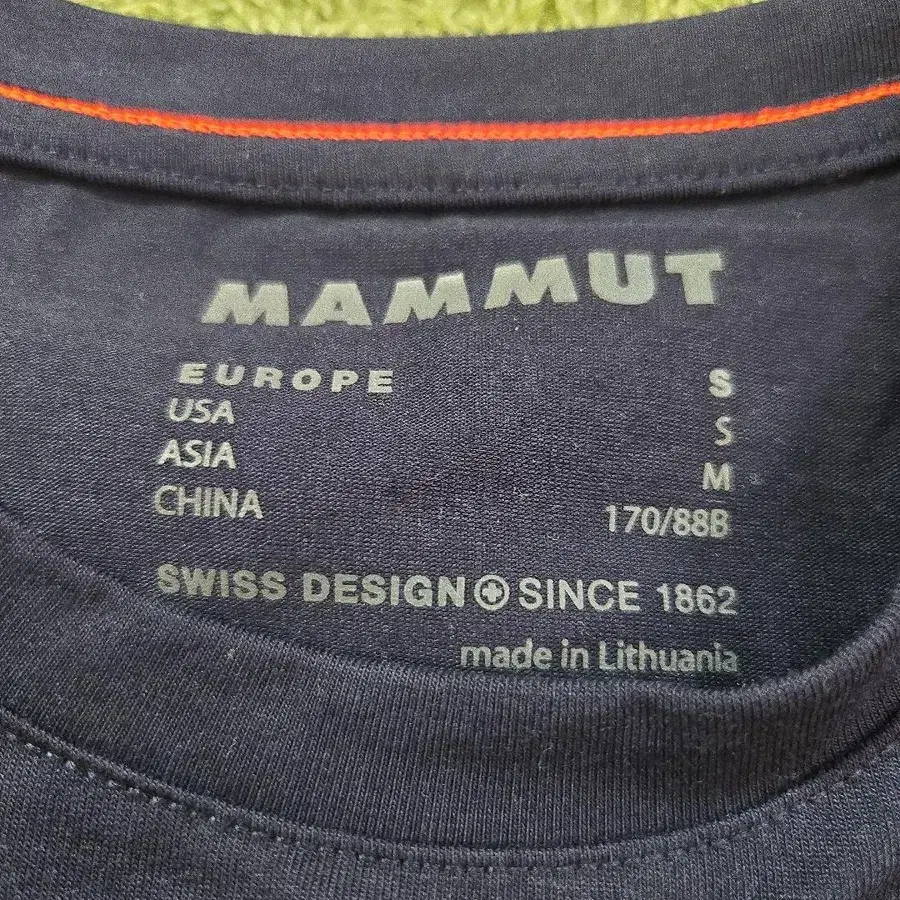 MAMMUT
EUROPE S
USA S
ASIA M
CHINA 170/88B
SWISS DESIGN SINCE 1862
made in Lithuania